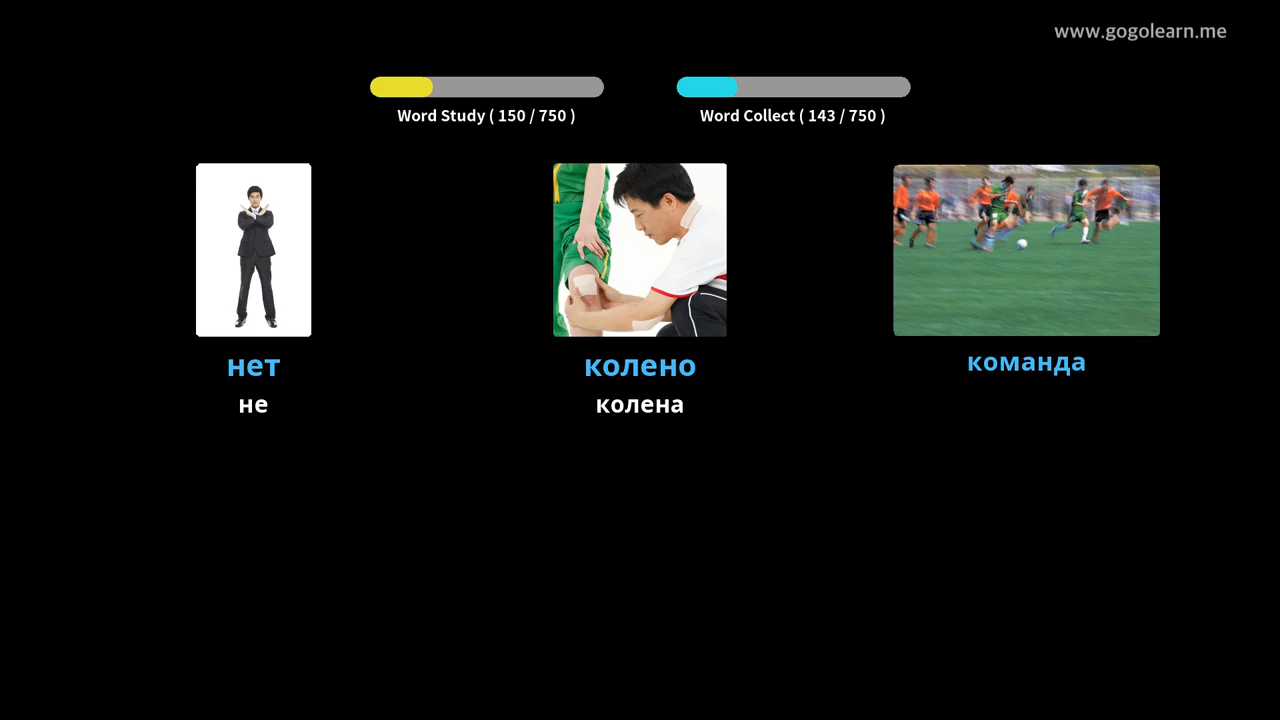 www.gogolearn.me
Word Study ( 150 / 750 )
Word Collect ( 143 / 750 )
нет
не
колено
колена
команда